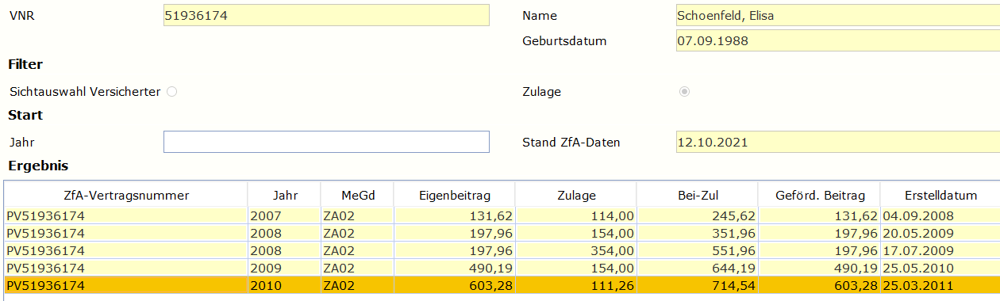 VNR 51936174 Name Schoenfeld, Elisa
Geburtsdatum 07.09.1988
Filter
Sichtauswahl Versicherter Zulage
Start
Jahr Stand ZfA-Daten 12.10.2021
Ergebnis
ZfA-Vertragsnummer Jahr MeGd Eigenbeitrag Zulage Bei-Zul Geförd. Beitrag Erstelldatum
PV51936174 2007 ZA02 131,62 114,00 245,62 131,62 04.09.2008
PV51936174 2008 ZA02 197,96 154,00 351,96 197,96 20.05.2009
PV51936174 2008 ZA02 197,96 354,00 551,96 197,96 17.07.2009
PV51936174 2009 ZA02 490,19 154,00 644,19 490,19 25.05.2010
PV51936174 2010 ZA02 603,28 111,26 714,54 603,28 25.03.2011